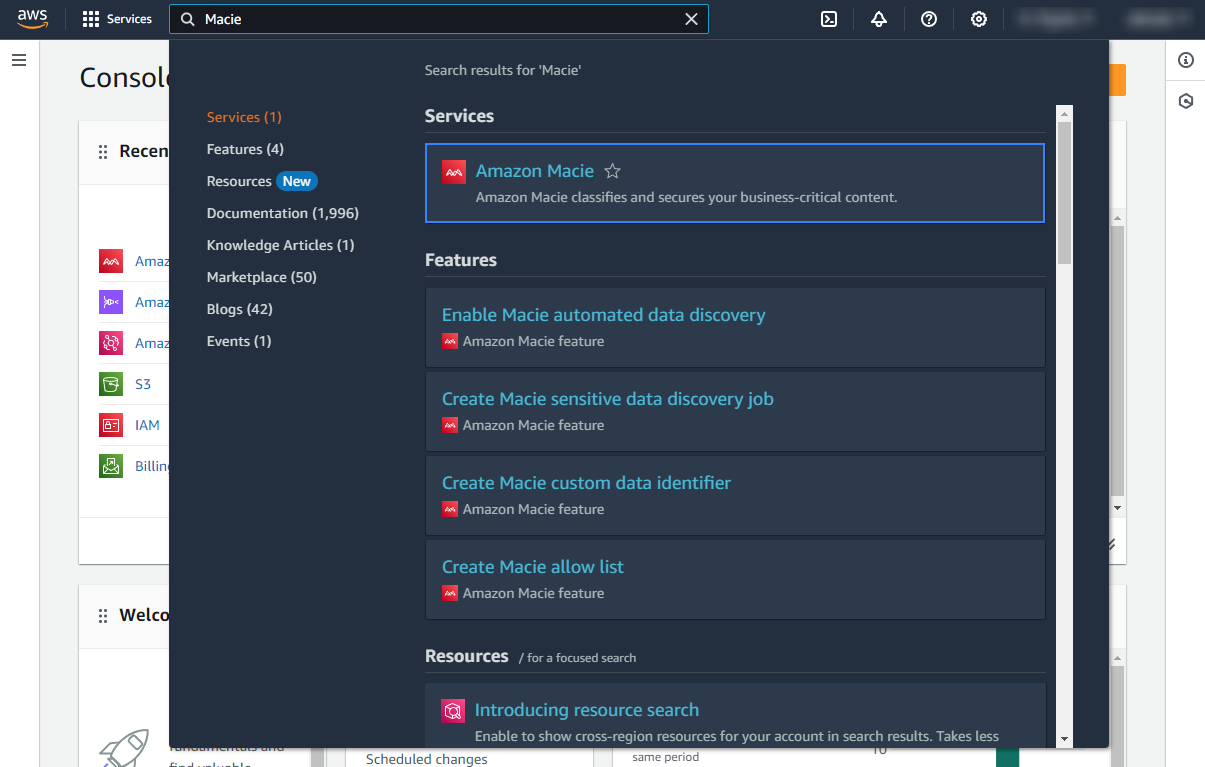 aws
Services
Macie
Consol
Search results for 'Macie'
Services (1)
Features (4)
Resources New
Documentation (1,996)
Knowledge Articles (1)
Marketplace (50)
Blogs (42)
Events (1)
Services
Amazon Macie
Amazon Macie classifies and secures your business-critical content.
Features
Enable Macie automated data discovery
Amazon Macie feature
Create Macie sensitive data discovery job
Amazon Macie feature
Create Macie custom data identifier
Amazon Macie feature
Create Macie allow list
Amazon Macie feature
Resources / for a focused search
Introducing resource search
Enable to show cross-region resources for your account in search results. Takes less
Recen
Amaz
Amaz
Amaz
S3
IAM
Billing
Welco
fundamentals and
find valuable
Scheduled changes
same period
10